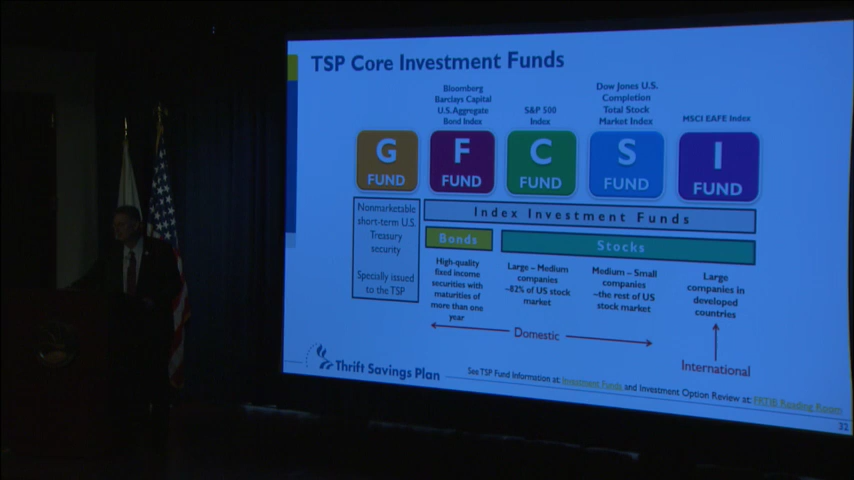 TSP Core Investment Funds
Bloomberg
Barclays Capital
U.S. Aggregate
Bond Index
S&P 500
Index
Dow Jones U.S.
Completion
Total Stock
Market Index
MSCI EAFE Index
G
FUND
F
FUND
C
FUND
S
FUND
I
FUND
Nonmarketable
short-term U.S.
Treasury
security
Specially issued
to the TSP
Index Investment Funds
Bonds
Stocks
High-quality
fixed income
securities with
maturities of
more than one
year
Large – Medium
companies
~82% of US stock
market
Medium – Small
companies
~the rest of US
stock market
Large
companies in
developed
countries
Domestic
International
Thrift Savings Plan
See TSP Fund Information at: Investment Funds and Investment Option Review at: FRTIB Reading Room
32